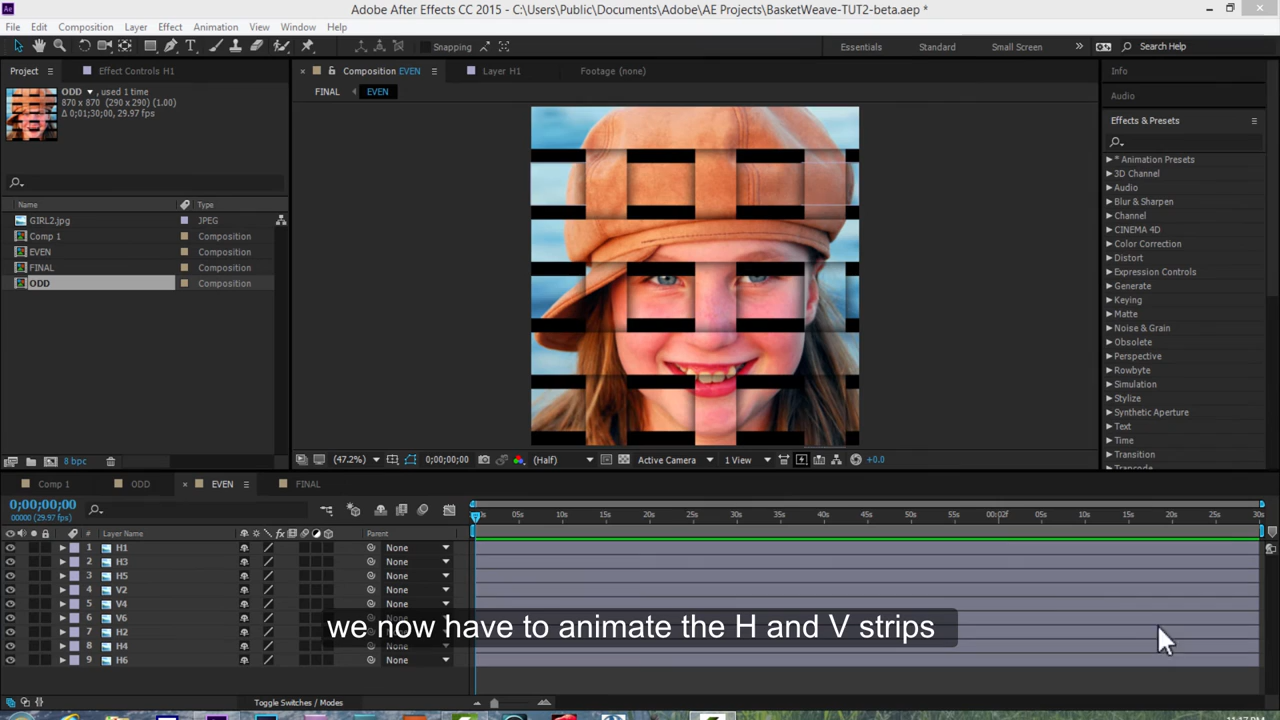 Adobe After Effects CC 2015 - C:\Users\Public\Documents\Adobe\AE Projects\BasketWeave-TUT2-beta.aep *
File Edit Composition Layer Effect Animation View Window Help
Snapping Essentials Standard Small Screen Search Help
Project Effect Controls H1 Composition EVEN Layer H1 Footage (none) Info
FINAL EVEN
ODD , used 1 time
870 x 870 (290 x 290) (1.00)
Δ 0;01;30;00, 29.97 fps
Audio
Effects & Presets
* Animation Presets
3D Channel
Audio
Blur & Sharpen
Channel
CINEMA 4D
Color Correction
Distort
Expression Controls
Generate
Keying
Matte
Noise & Grain
Obsolete
Perspective
Rowbyte
Simulation
Stylize
Synthetic Aperture
Text
Time
Transition
Name Type
GIRL2.jpg JPEG
Comp 1 Composition
EVEN Composition
FINAL Composition
ODD Composition
8 bpc (47.2%) 0;00;00;00 (Half) Active Camera 1 View +0.0
Comp 1 ODD EVEN FINAL
0;00;00;00
00000 (29.97 fps)
05s 10s 15s 20s 25s 00:02f 05s 10s 15s 20s 25s 30s
# Layer Name Parent
1 H1 None
2 H3 None
3 H5 None
4 V2 None
5 V4 None
6 V6 None
7 H2 None
8 H4 None
9 H6 None
we now have to animate the H and V strips
Toggle Switches / Modes